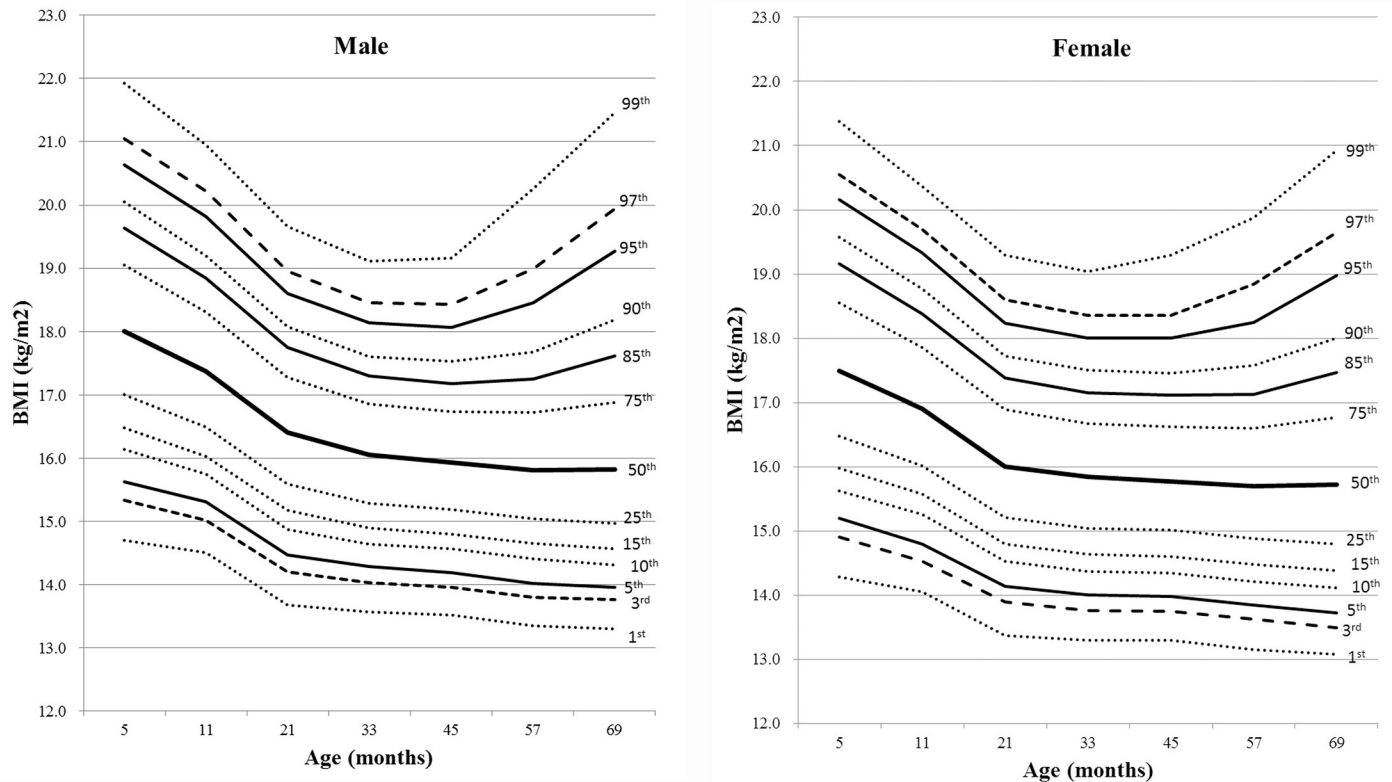 Male
BMI (kg/m2)
23.0
22.0
21.0
20.0
19.0
18.0
17.0
16.0
15.0
14.0
13.0
12.0
99th
97th
95th
90th
85th
75th
50th
25th
15th
10th
5th
3rd
1st
5 11 21 33 45 57 69
Age (months)
Female
BMI (kg/m2)
23.0
22.0
21.0
20.0
19.0
18.0
17.0
16.0
15.0
14.0
13.0
12.0
99th
97th
95th
90th
85th
75th
50th
25th
15th
10th
5th
3rd
1st
5 11 21 33 45 57 69
Age (months)